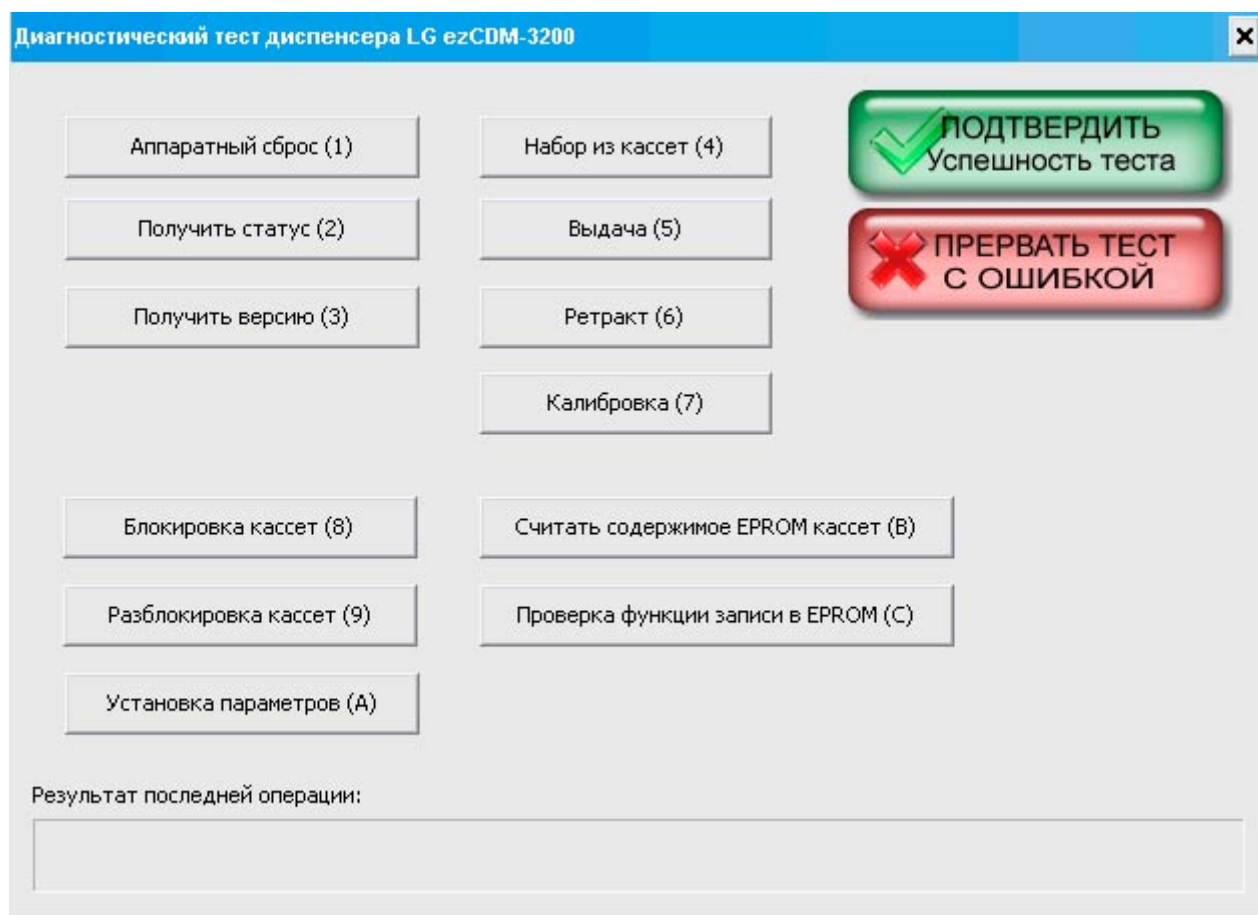 Диагностический тест диспенсера LG ezCDM-3200
Аппаратный сброс (1)
Набор из кассет (4)
ПОДТВЕРДИТЬ
Успешность теста
Получить статус (2)
Выдача (5)
ПРЕРВАТЬ ТЕСТ
С ОШИБКОЙ
Получить версию (3)
Ретракт (6)
Калибровка (7)
Блокировка кассет (8)
Считать содержимое EPROM кассет (B)
Разблокировка кассет (9)
Проверка функции записи в EPROM (C)
Установка параметров (A)
Результат последней операции: